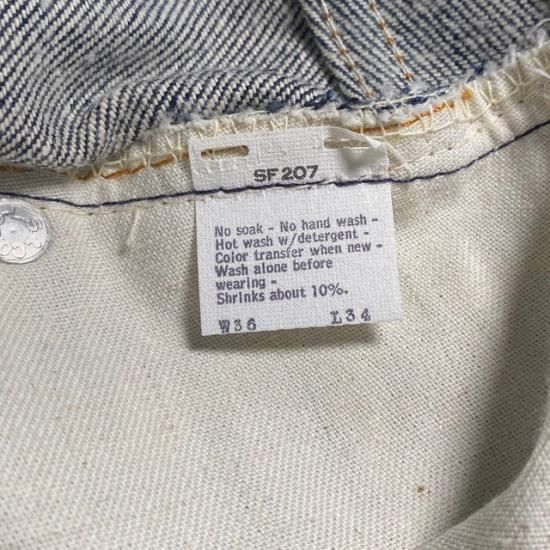 SF 207
No soak - No hand wash -
Hot wash w/detergent -
Color transfer when new -
Wash alone before
wearing -
Shrinks about 10%.
W36 L34